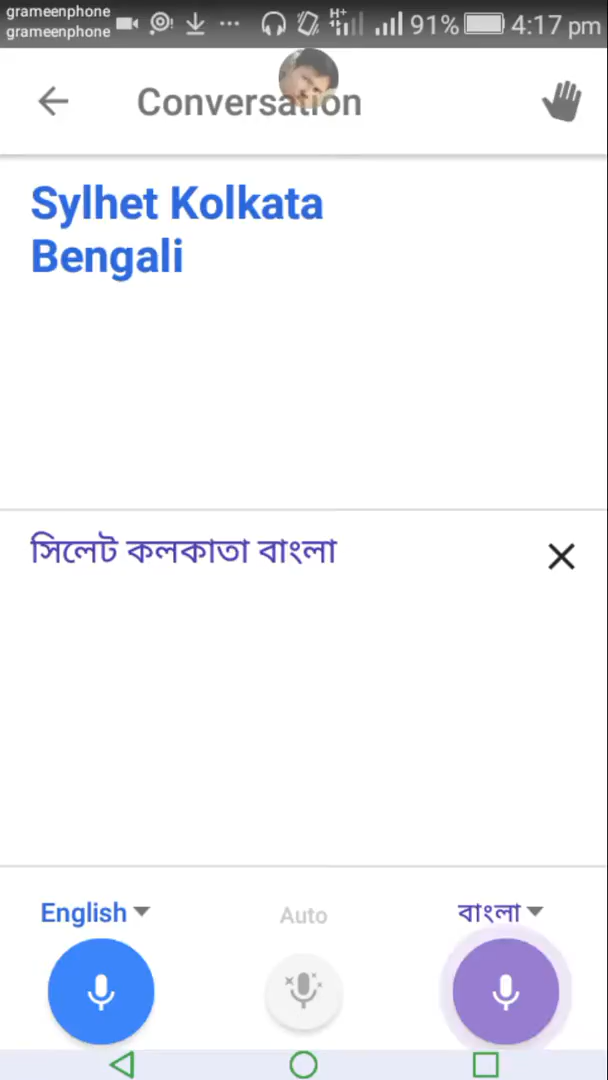 grameenphone
grameenphone
H+
91%
4:17 pm
Conversation
Sylhet Kolkata
Bengali
সিলেট কলকাতা বাংলা
English
Auto
বাংলা